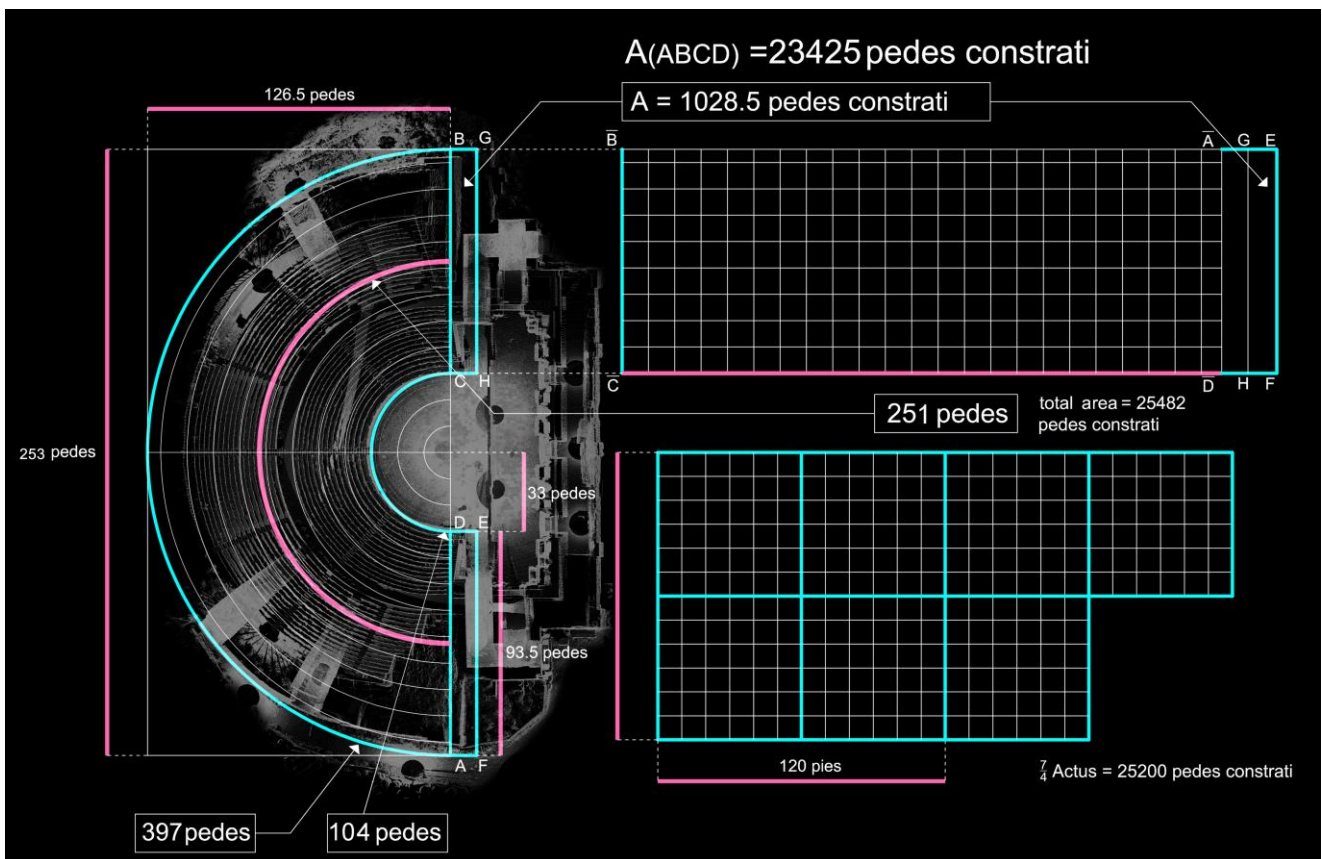 A(ABCD) =23425 pedes constrati
A = 1028.5 pedes constrati
126.5 pedes
B G
B̅
A̅ G E
C H
C̅
D̅ H F
251 pedes
total area = 25482
pedes constrati
253 pedes
33 pedes
D E
93.5 pedes
A F
120 pies
7/4 Actus = 25200 pedes constrati
397 pedes
104 pedes